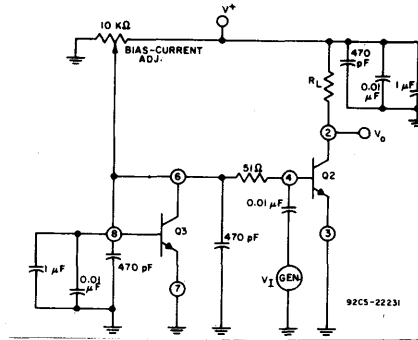 V+
10 KΩ
BIAS-CURRENT
ADJ.
470
pF
0.01
μF
1 μF
RL
2
Vo
6
51Ω
4
Q2
0.01 μF
8
Q3
3
1 μF
0.01
μF
470 pF
470 pF
7
VI
GEN.
92CS-22231